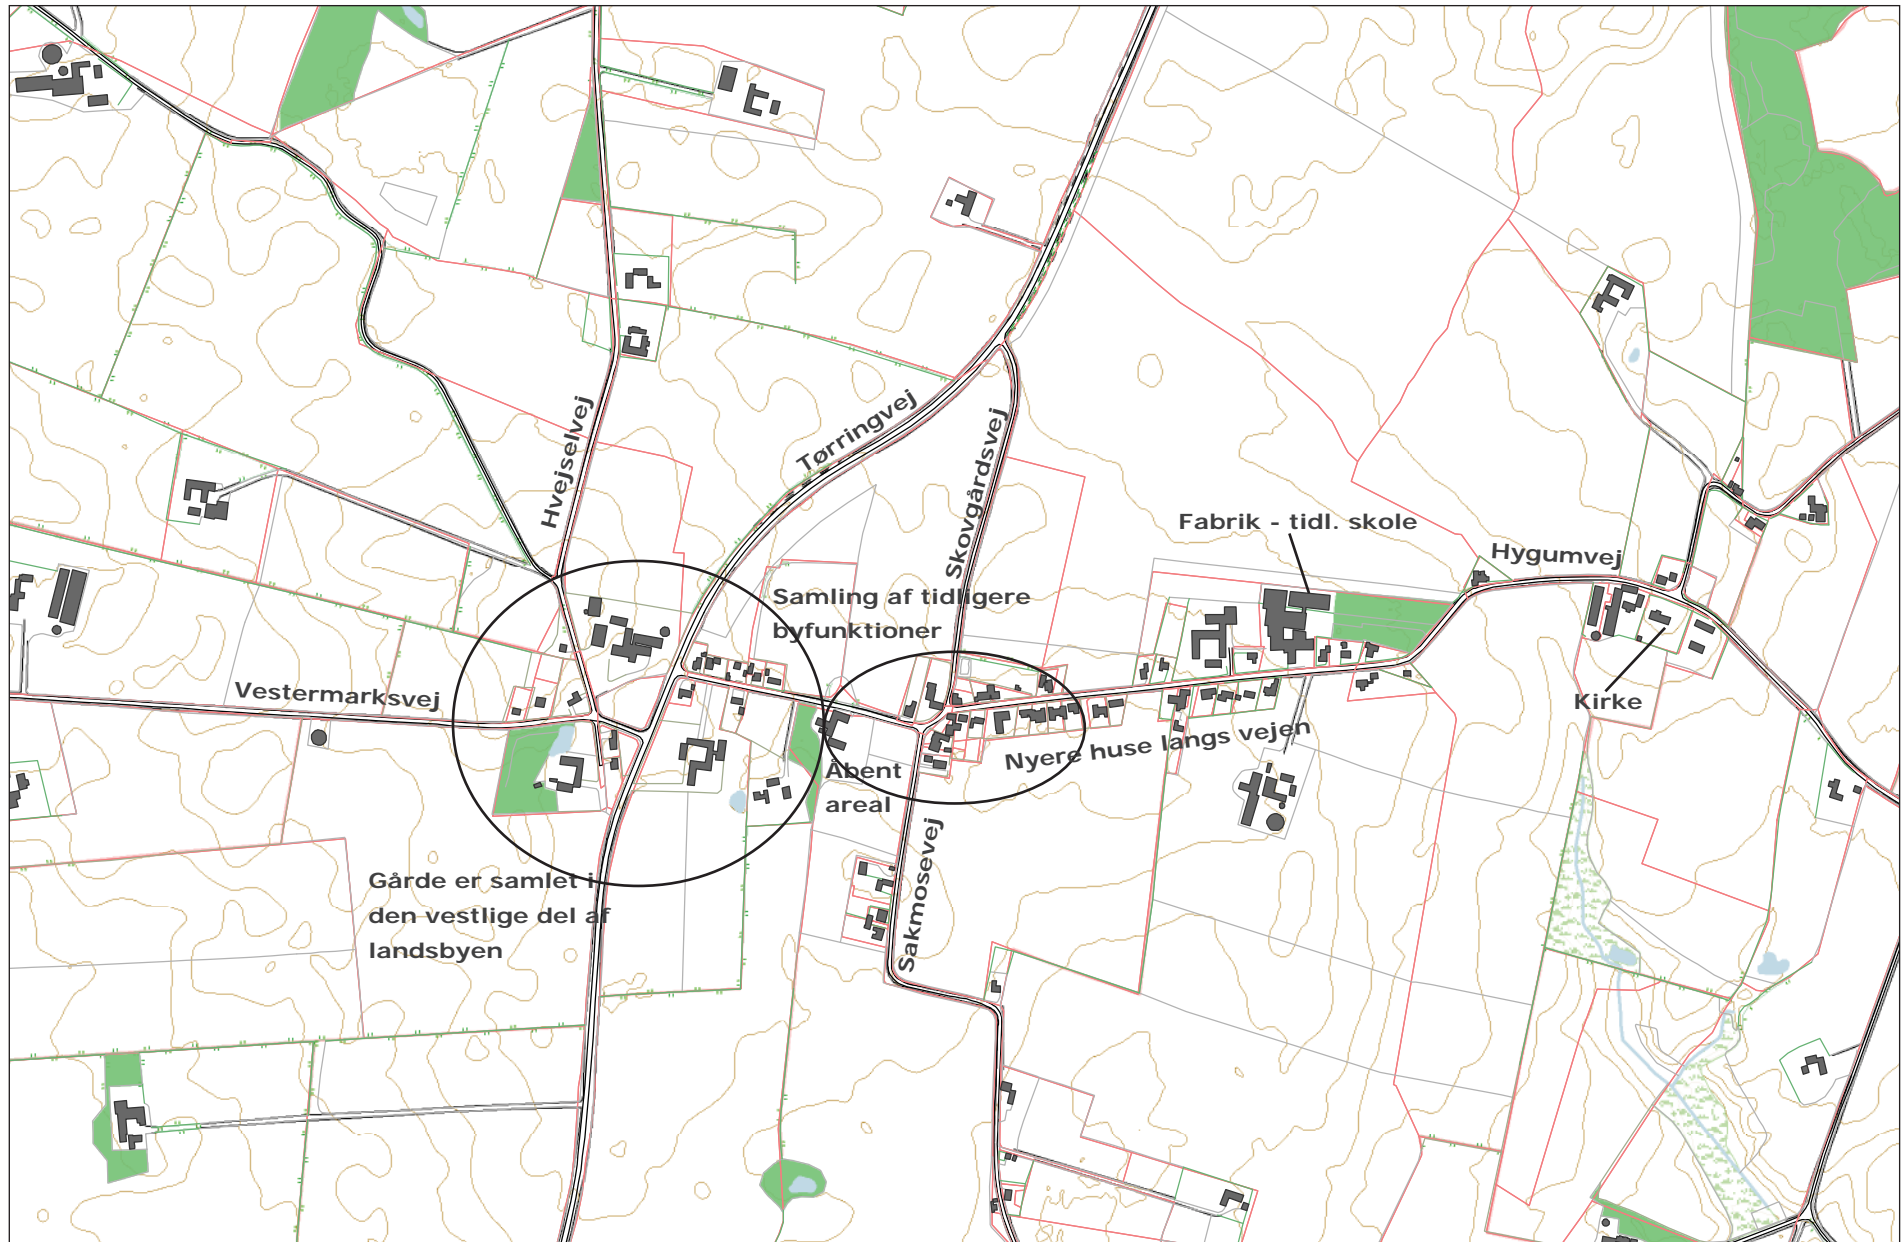 Hvejselvej
Tørringvej
Skovgårdsvej
Fabrik - tidl. skole
Hygumvej
Samling af tidligere
byfunktioner
Vestermarksvej
Kirke
Nyere huse langs vejen
Åbent
areal
Sakmosevej
Gårde er samlet i
den vestlige del af
landsbyen